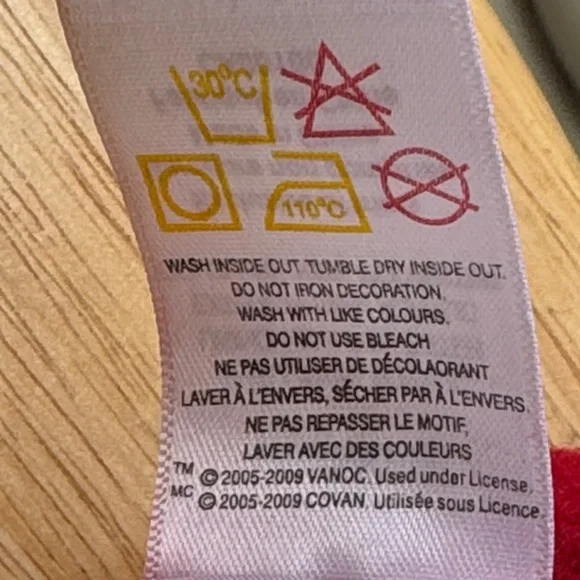 30°C
110°C
WASH INSIDE OUT. TUMBLE DRY INSIDE OUT.
DO NOT IRON DECORATION.
WASH WITH LIKE COLOURS.
DO NOT USE BLEACH
NE PAS UTILISER DE DÉCOLAORANT
LAVER À L'ENVERS, SÉCHER PAR À L'ENVERS.
NE PAS REPASSER LE MOTIF,
LAVER AVEC DES COULEURS
TM © 2005-2009 VANOC. Used under License.
MC © 2005-2009 COVAN. Utilisée sous Licence